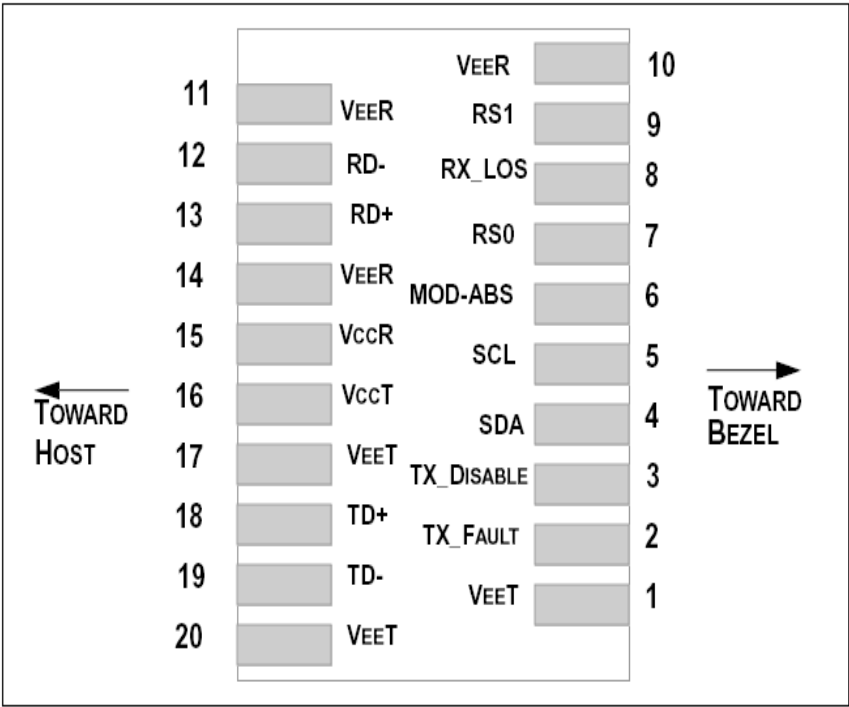 VEER 10
11 VEER
RS1 9
12 RD-
RX_LOS 8
13 RD+
RS0 7
14 VEER
MOD-ABS 6
15 VCCR
SCL 5
16 VCCT
TOWARD
HOST
TOWARD
BEZEL
SDA 4
17 VEET
TX_DISABLE 3
18 TD+
TX_FAULT 2
19 TD-
VEET 1
20 VEET